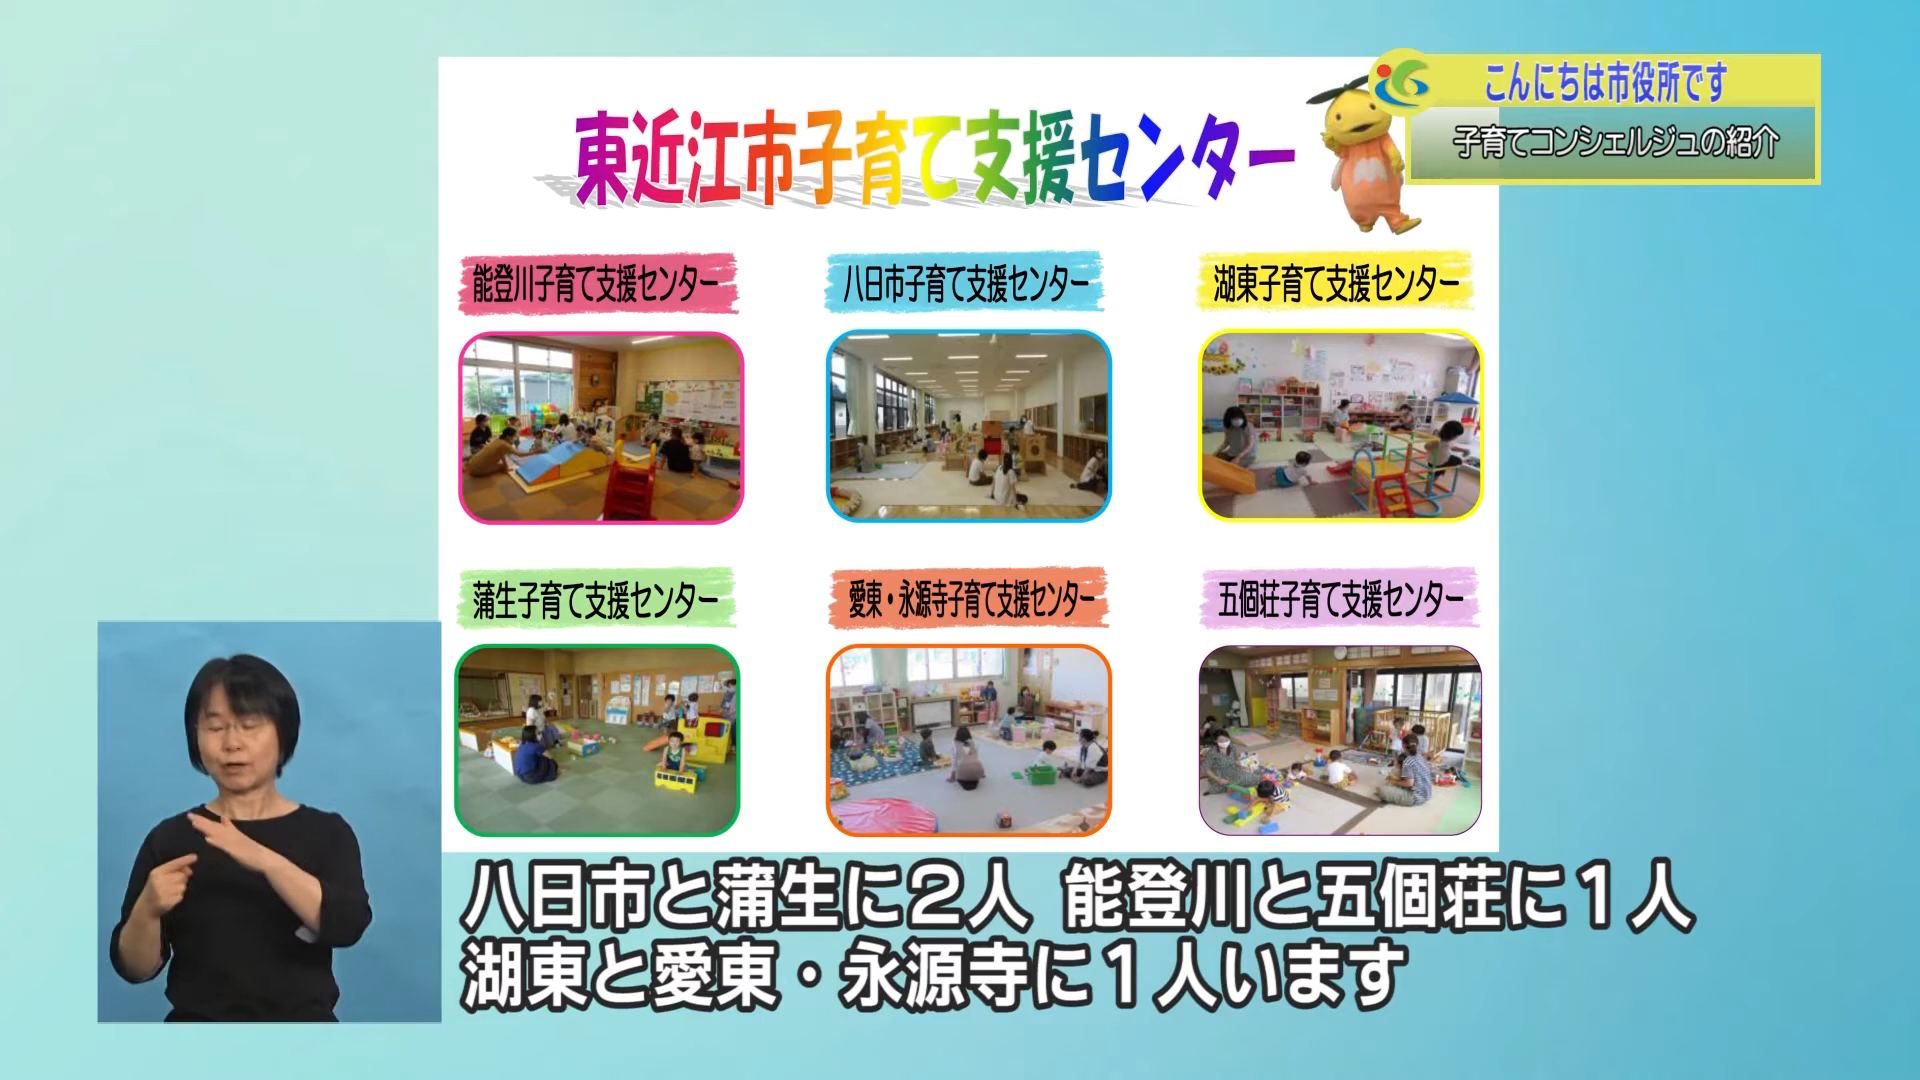 こんにちは市役所です
子育てコンシェルジュの紹介
東近江市子育て支援センター
能登川子育て支援センター
八日市子育て支援センター
湖東子育て支援センター
蒲生子育て支援センター
愛東・永源寺子育て支援センター
五個荘子育て支援センター
八日市と蒲生に2人 能登川と五個荘に1人
湖東と愛東・永源寺に1人います